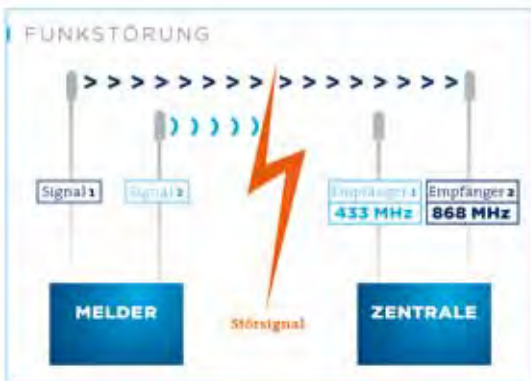 FUNKSTÖRUNG
Signal 1
Signal 2
Empfänger 1
433 MHz
Empfänger 2
868 MHz
MELDER
Störsignal
ZENTRALE